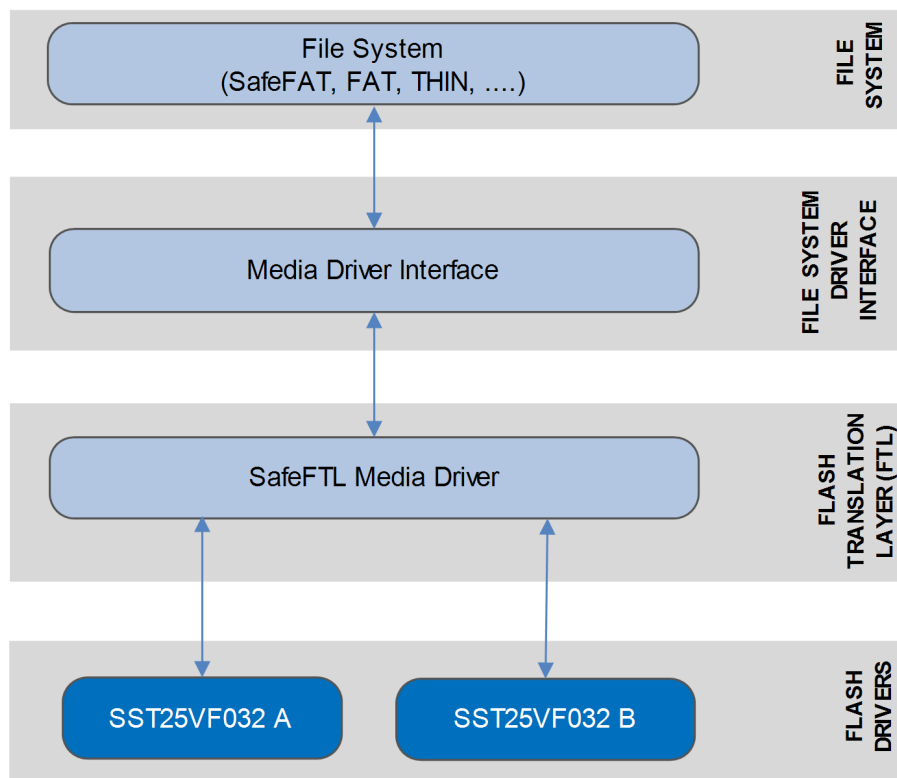 File System
(SafeFAT, FAT, THIN, ....)
FILE
SYSTEM
Media Driver Interface
FILE SYSTEM
DRIVER
INTERFACE
SafeFTL Media Driver
FLASH
TRANSLATION
LAYER (FTL)
SST25VF032 A
SST25VF032 B
FLASH
DRIVERS